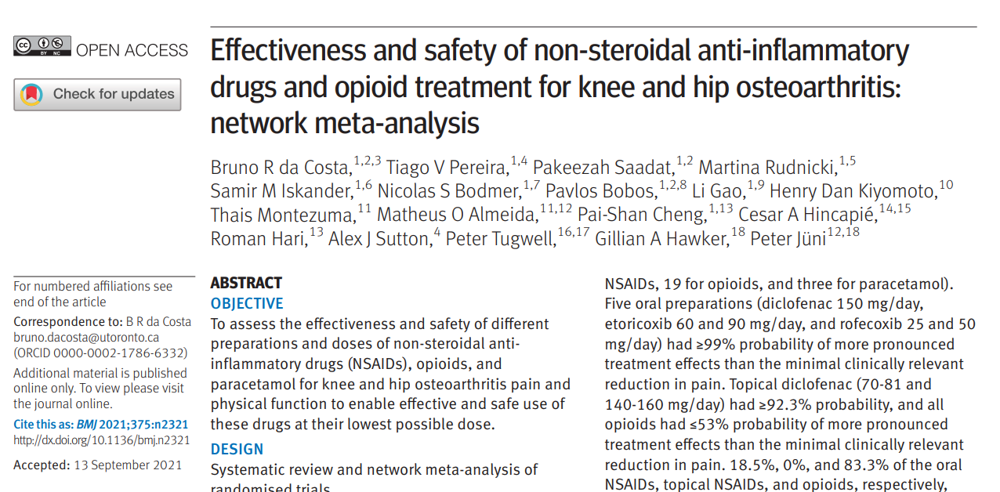 OPEN ACCESS
Check for updates
Effectiveness and safety of non-steroidal anti-inflammatory
drugs and opioid treatment for knee and hip osteoarthritis:
network meta-analysis
Bruno R da Costa,1,2,3 Tiago V Pereira,1,4 Pakeezah Saadat,1,2 Martina Rudnicki,1,5
Samir M Iskander,1,6 Nicolas S Bodmer,1,7 Pavlos Bobos,1,2,8 Li Gao,1,9 Henry Dan Kiyomoto,10
Thais Montezuma,11 Matheus O Almeida,11,12 Pai-Shan Cheng,1,13 Cesar A Hincapié,14,15
Roman Hari,13 Alex J Sutton,4 Peter Tugwell,16,17 Gillian A Hawker,18 Peter Jüni12,18
For numbered affiliations see
end of the article
Correspondence to: B R da Costa
bruno.dacosta@utoronto.ca
(ORCID 0000-0002-1786-6332)
Additional material is published
online only. To view please visit
the journal online.
Cite this as: BMJ 2021;375:n2321
http://dx.doi.org/10.1136/bmj.n2321
Accepted: 13 September 2021
ABSTRACT
OBJECTIVE
To assess the effectiveness and safety of different
preparations and doses of non-steroidal anti-
inflammatory drugs (NSAIDs), opioids, and
paracetamol for knee and hip osteoarthritis pain and
physical function to enable effective and safe use of
these drugs at their lowest possible dose.
DESIGN
Systematic review and network meta-analysis of
randomised trials.
NSAIDs, 19 for opioids, and three for paracetamol).
Five oral preparations (diclofenac 150 mg/day,
etoricoxib 60 and 90 mg/day, and rofecoxib 25 and 50
mg/day) had ≥99% probability of more pronounced
treatment effects than the minimal clinically relevant
reduction in pain. Topical diclofenac (70-81 and
140-160 mg/day) had ≥92.3% probability, and all
opioids had ≤53% probability of more pronounced
treatment effects than the minimal clinically relevant
reduction in pain. 18.5%, 0%, and 83.3% of the oral
NSAIDs, topical NSAIDs, and opioids, respectively,